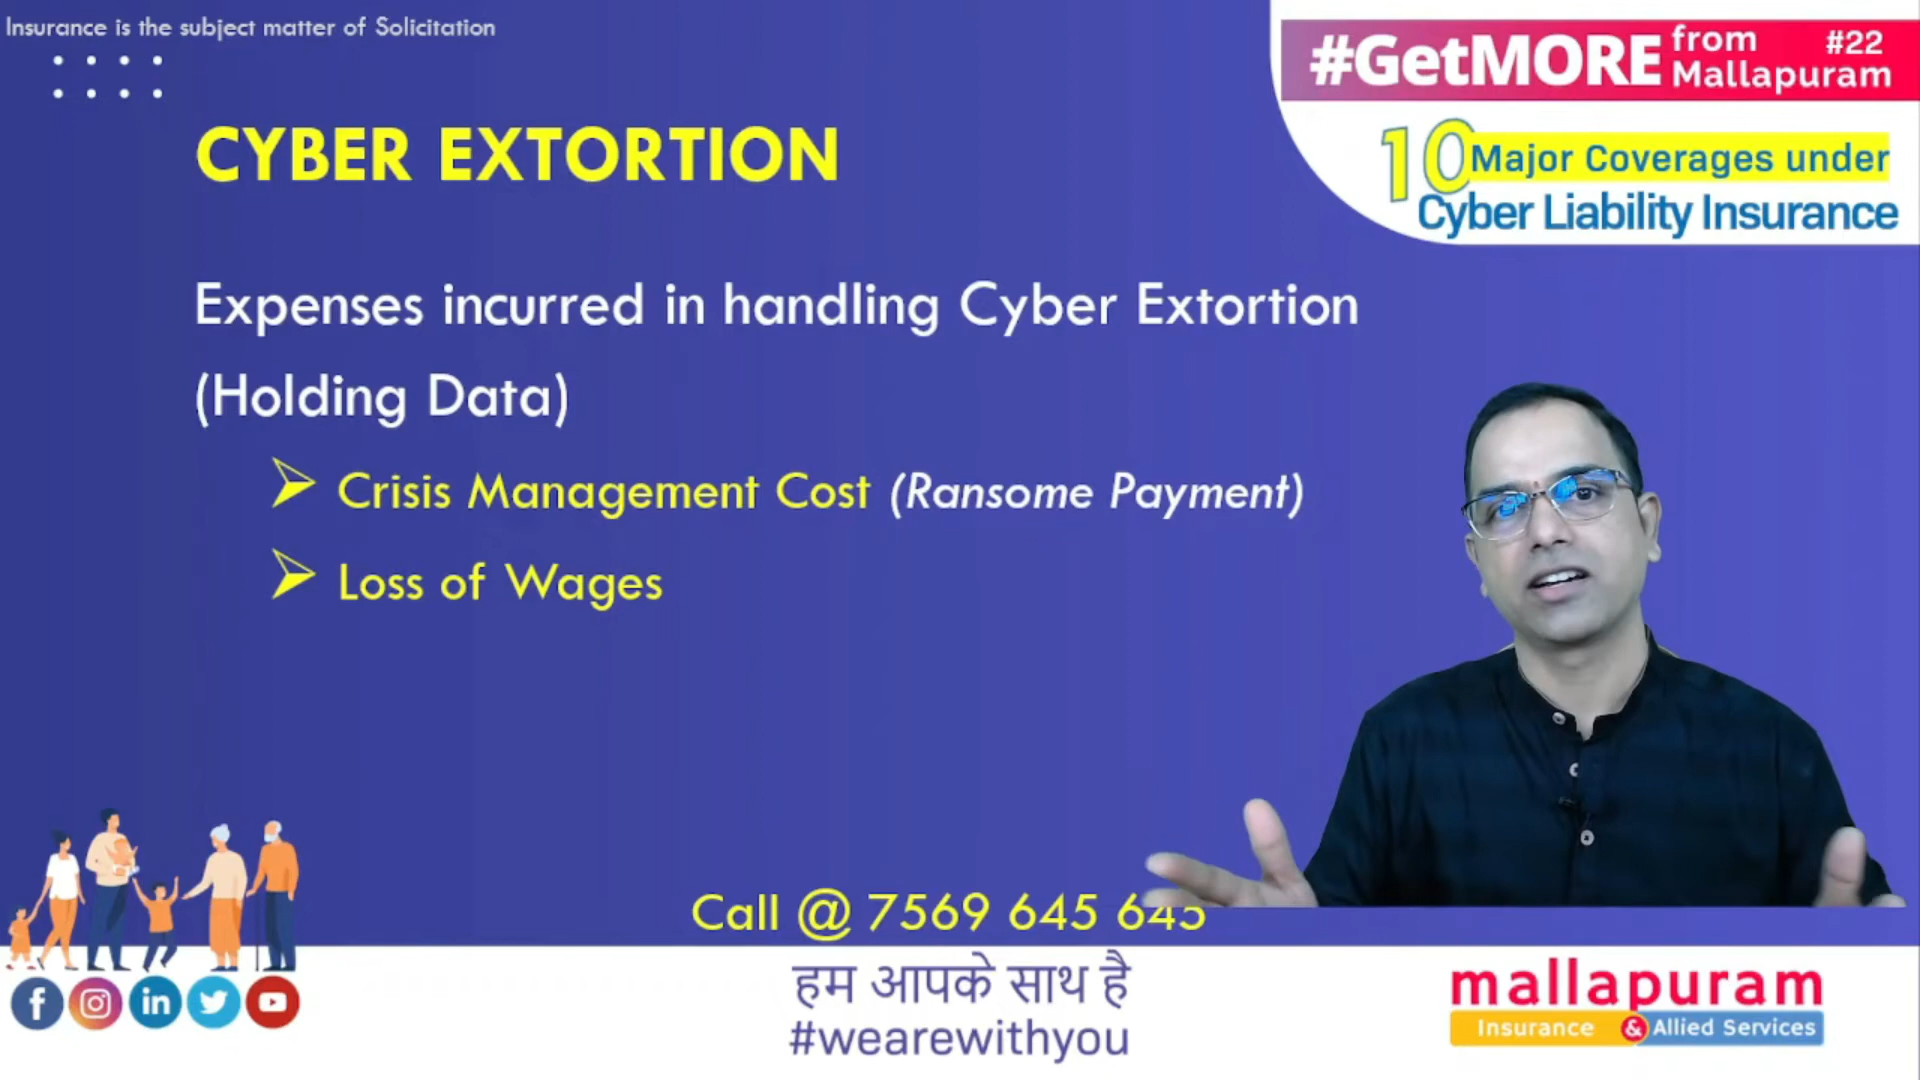 Insurance is the subject matter of Solicitation
#GetMORE from Mallapuram #22
10 Major Coverages under
Cyber Liability Insurance
CYBER EXTORTION
Expenses incurred in handling Cyber Extortion
(Holding Data)
Crisis Management Cost (Ransome Payment)
Loss of Wages
Call @ 7569 645 645
हम आपके साथ है
#wearewithyou
mallapuram
Insurance & Allied Services